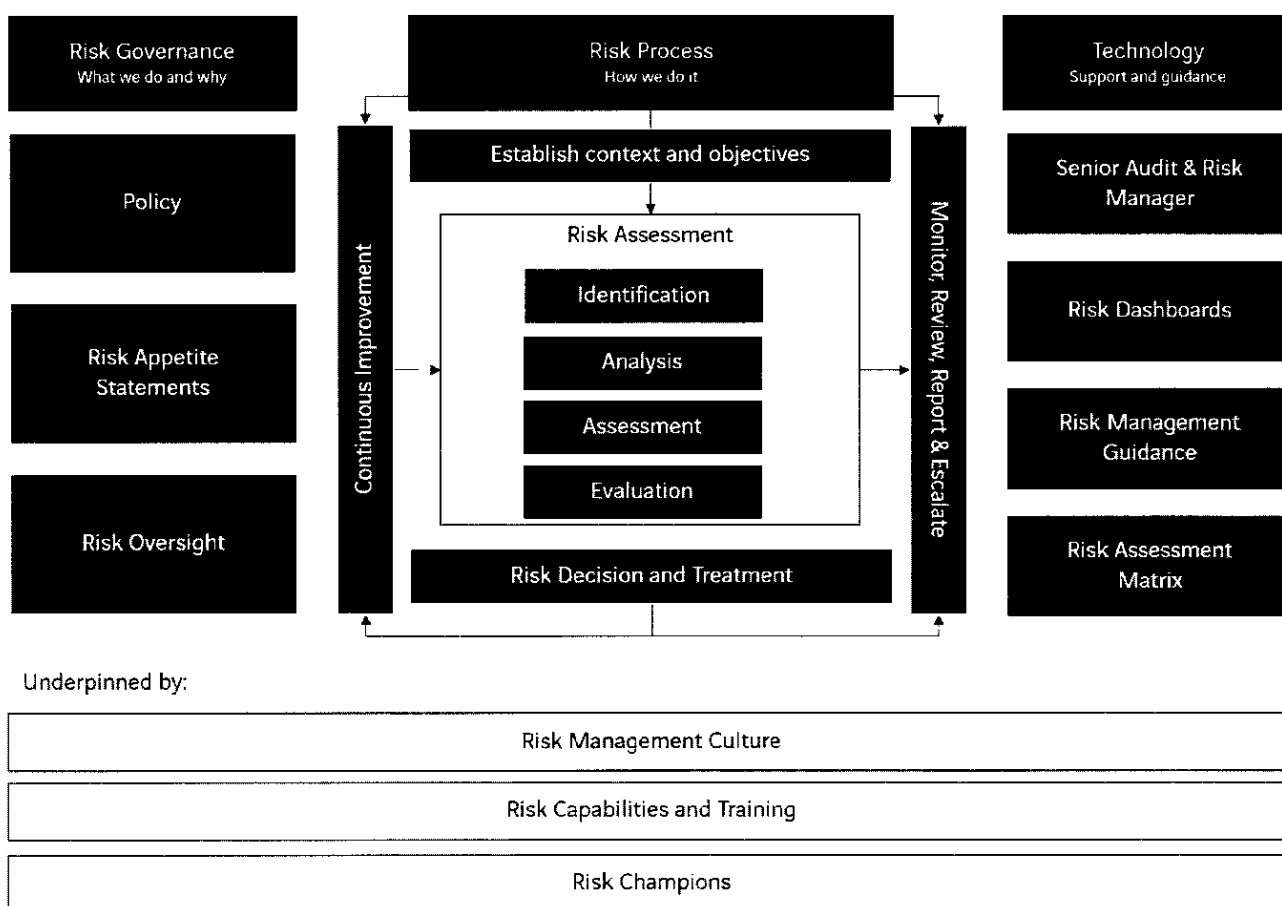 Risk Governance
What we do and why
Policy
Risk Appetite
Statements
Risk Oversight
Risk Process
How we do it
Establish context and objectives
Continuous Improvement
Risk Assessment
Identification
Analysis
Assessment
Evaluation
Monitor, Review, Report & Escalate
Risk Decision and Treatment
Technology
Support and guidance
Senior Audit & Risk
Manager
Risk Dashboards
Risk Management
Guidance
Risk Assessment
Matrix
Underpinned by:
Risk Management Culture
Risk Capabilities and Training
Risk Champions